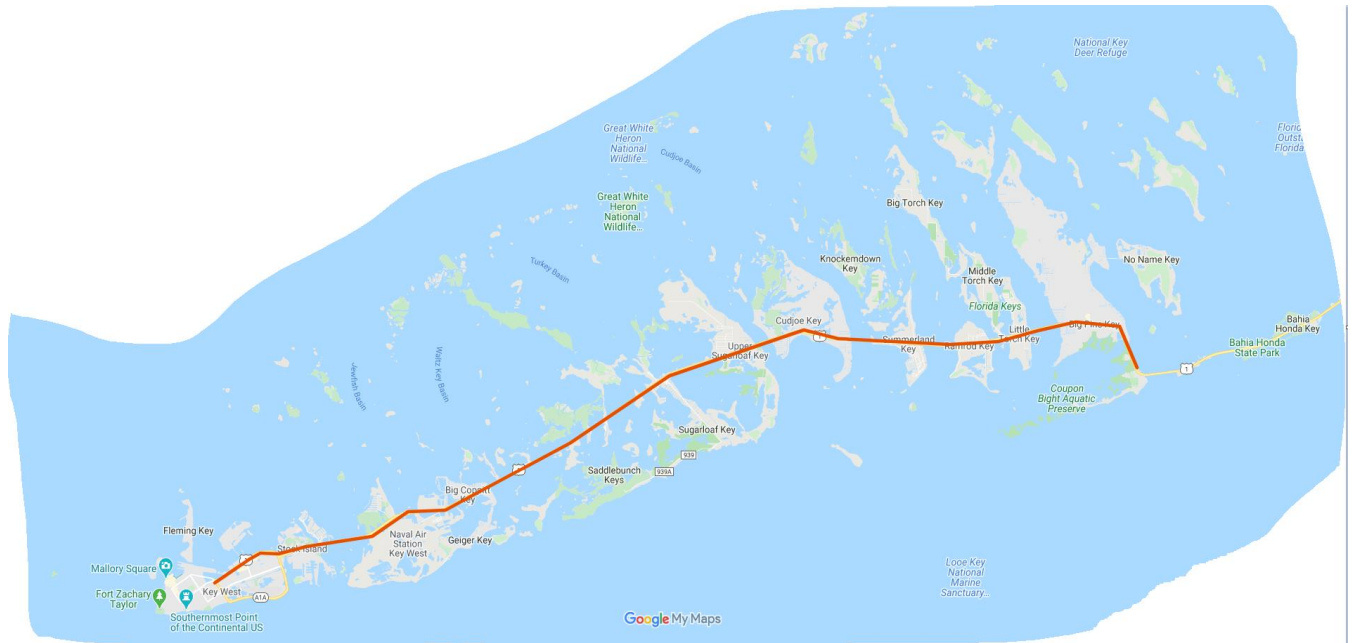 National Key
Deer Refuge
Great White
Heron
National
Wildlife...
Cudjoe Basin
Florid
Outst
Florida
Great White
Heron
National
Wildlife...
Big Torch Key
Turkey Basin
Knockemdown
Key
Middle
Torch Key
No Name Key
Florida Keys
Cudjoe Key
Big Pine Key
Bahia
Honda Key
Little
Torch Key
1
Summerland
Key
Ramrod Key
Upper
Sugarloaf Key
Bahia Honda
State Park
Waltz Key Basin
Jewfish Basin
1
Coupon
Bight Aquatic
Preserve
Sugarloaf Key
939
939A
Saddlebunch
Keys
Big Coppitt
Key
Fleming Key
Naval Air
Station
Key West
Geiger Key
Stock Island
Mallory Square
Key West
A1A
Fort Zachary
Taylor
Southernmost Point
of the Continental US
Looe Key
National
Marine
Sanctuary...
Google My Maps